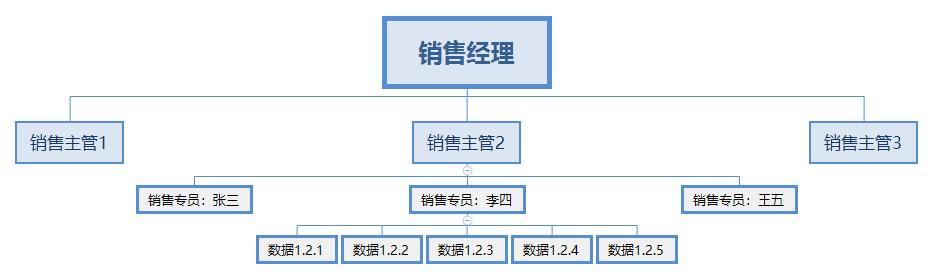 销售经理
销售主管1
销售主管2
销售主管3
销售专员：张三
销售专员：李四
销售专员：王五
数据1.2.1
数据1.2.2
数据1.2.3
数据1.2.4
数据1.2.5